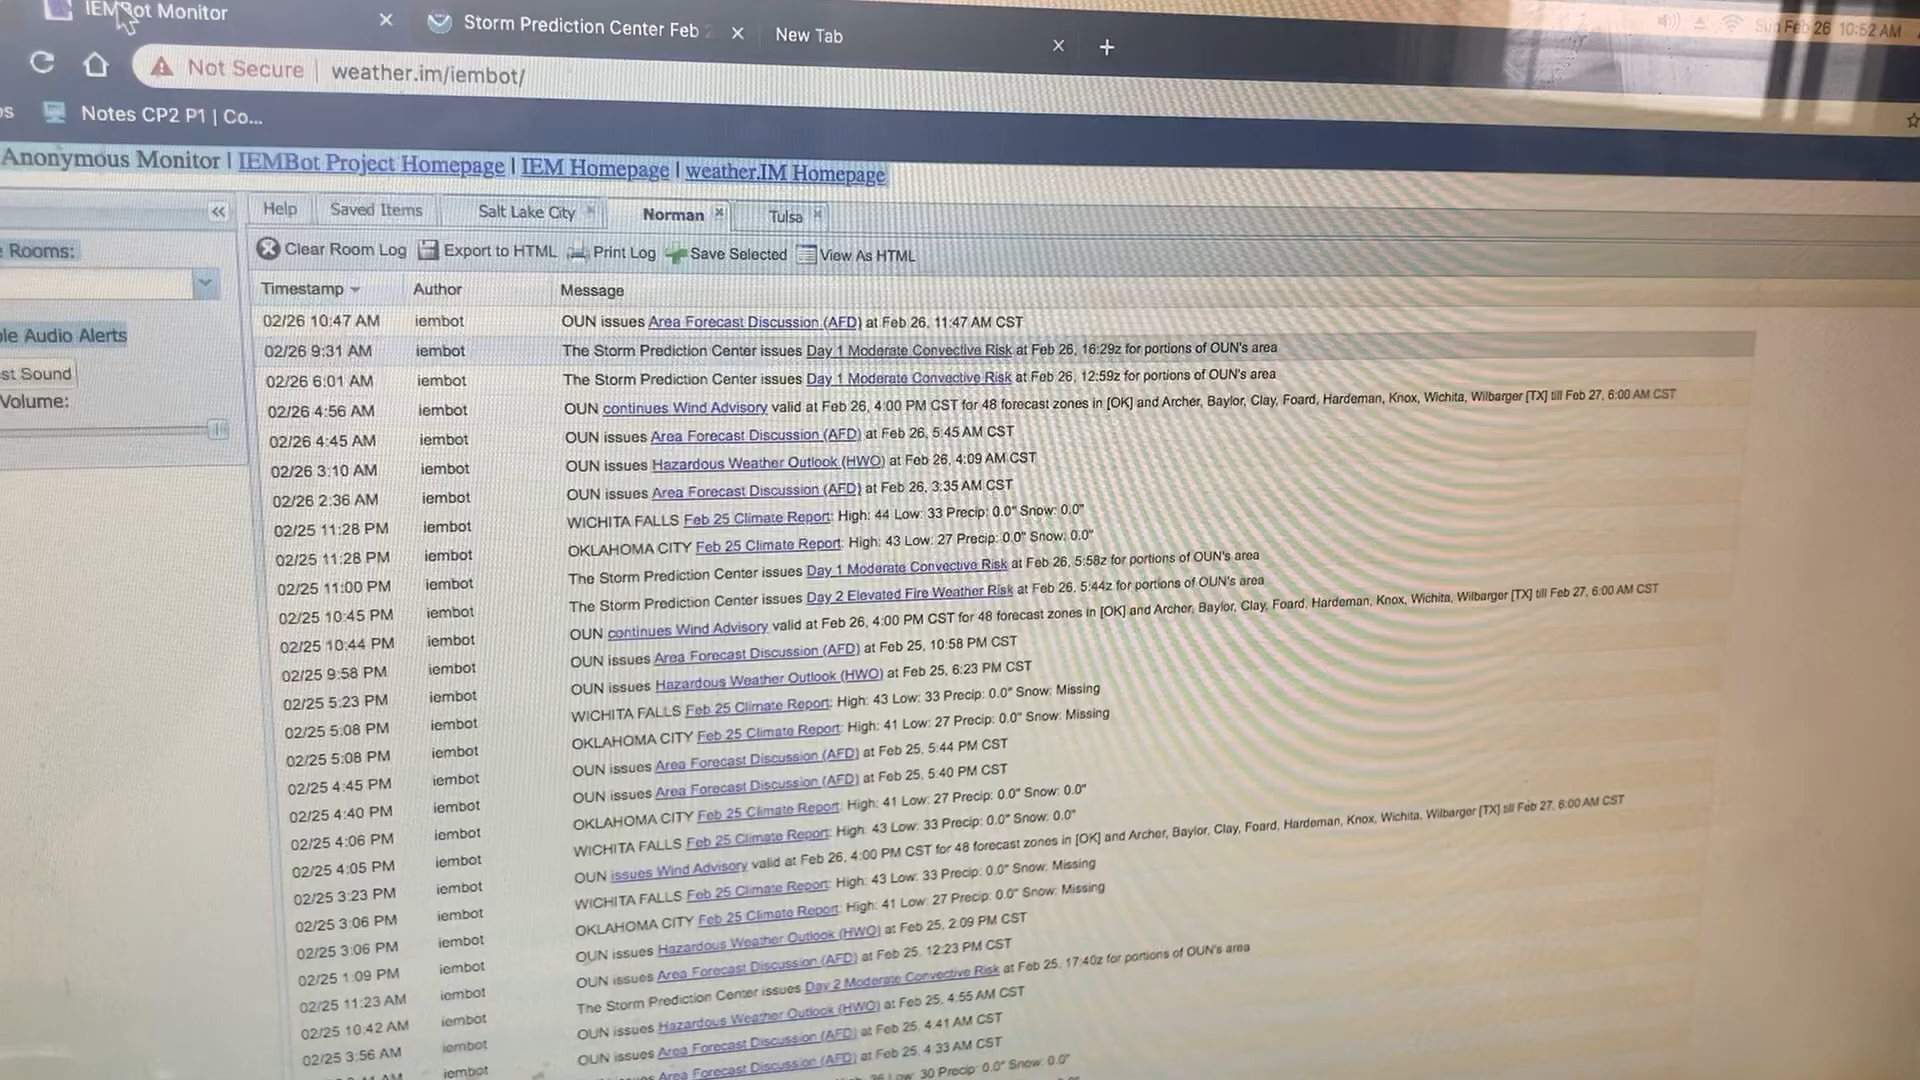 IEMBot Monitor
Storm Prediction Center Feb 2
New Tab
Sun Feb 26 10:52 AM
Not Secure | weather.im/iembot/
Notes CP2 P1 | Co...
Anonymous Monitor | IEMBot Project Homepage | IEM Homepage | weather.IM Homepage
Help Saved Items Salt Lake City Norman Tulsa
Rooms:
Clear Room Log Export to HTML Print Log Save Selected View As HTML
Audio Alerts
Sound
Volume:
Timestamp Author Message
02/26 10:47 AM iembot OUN issues Area Forecast Discussion (AFD) at Feb 26, 11:47 AM CST
02/26 9:31 AM iembot The Storm Prediction Center issues Day 1 Moderate Convective Risk at Feb 26, 16:29z for portions of OUN's area
02/26 6:01 AM iembot The Storm Prediction Center issues Day 1 Moderate Convective Risk at Feb 26, 12:59z for portions of OUN's area
02/26 4:56 AM iembot OUN continues Wind Advisory valid at Feb 26, 4:00 PM CST for 48 forecast zones in [OK] and Archer, Baylor, Clay, Foard, Hardeman, Knox, Wichita, Wilbarger [TX] till Feb 27, 6:00 AM CST
02/26 4:45 AM iembot OUN issues Area Forecast Discussion (AFD) at Feb 26, 5:45 AM CST
02/26 3:10 AM iembot OUN issues Hazardous Weather Outlook (HWO) at Feb 26, 4:09 AM CST
02/26 2:36 AM iembot OUN issues Area Forecast Discussion (AFD) at Feb 26, 3:35 AM CST
02/25 11:28 PM iembot WICHITA FALLS Feb 25 Climate Report: High: 44 Low: 33 Precip: 0.0" Snow: 0.0"
02/25 11:28 PM iembot OKLAHOMA CITY Feb 25 Climate Report: High: 43 Low: 27 Precip: 0.0" Snow: 0.0"
02/25 11:00 PM iembot The Storm Prediction Center issues Day 1 Moderate Convective Risk at Feb 26, 5:58z for portions of OUN's area
02/25 10:45 PM iembot The Storm Prediction Center issues Day 2 Elevated Fire Weather Risk at Feb 26, 5:44z for portions of OUN's area
02/25 10:44 PM iembot OUN continues Wind Advisory valid at Feb 26, 4:00 PM CST for 48 forecast zones in [OK] and Archer, Baylor, Clay, Foard, Hardeman, Knox, Wichita, Wilbarger [TX] till Feb 27, 6:00 AM CST
02/25 9:58 PM iembot OUN issues Area Forecast Discussion (AFD) at Feb 25, 10:58 PM CST
02/25 5:23 PM iembot OUN issues Hazardous Weather Outlook (HWO) at Feb 25, 6:23 PM CST
02/25 5:08 PM iembot WICHITA FALLS Feb 25 Climate Report: High: 43 Low: 33 Precip: 0.0" Snow: Missing
02/25 5:08 PM iembot OKLAHOMA CITY Feb 25 Climate Report: High: 41 Low: 27 Precip: 0.0" Snow: Missing
02/25 4:45 PM iembot OUN issues Area Forecast Discussion (AFD) at Feb 25, 5:44 PM CST
02/25 4:40 PM iembot OUN issues Area Forecast Discussion (AFD) at Feb 25, 5:40 PM CST
02/25 4:06 PM iembot OKLAHOMA CITY Feb 25 Climate Report: High: 41 Low: 27 Precip: 0.0" Snow: 0.0"
02/25 4:05 PM iembot WICHITA FALLS Feb 25 Climate Report: High: 43 Low: 33 Precip: 0.0" Snow: 0.0"
02/25 3:23 PM iembot OUN issues Wind Advisory valid at Feb 26, 4:00 PM CST for 48 forecast zones in [OK] and Archer, Baylor, Clay, Foard, Hardeman, Knox, Wichita, Wilbarger [TX] till Feb 27, 6:00 AM CST
02/25 3:06 PM iembot WICHITA FALLS Feb 25 Climate Report: High: 43 Low: 33 Precip: 0.0" Snow: Missing
02/25 3:06 PM iembot OKLAHOMA CITY Feb 25 Climate Report: High: 41 Low: 27 Precip: 0.0" Snow: Missing
02/25 1:09 PM iembot OUN issues Hazardous Weather Outlook (HWO) at Feb 25, 2:09 PM CST
02/25 11:23 AM iembot OUN issues Area Forecast Discussion (AFD) at Feb 25, 12:23 PM CST
02/25 10:42 AM iembot The Storm Prediction Center issues Day 2 Moderate Convective Risk at Feb 25, 17:40z for portions of OUN's area
02/25 3:56 AM iembot OUN issues Hazardous Weather Outlook (HWO) at Feb 25, 4:55 AM CST
AM iembot OUN issues Area Forecast Discussion (AFD) at Feb 25, 4:41 AM CST
issues Area Forecast Discussion (AFD) at Feb 25, 4:33 AM CST
Low: 30 Precip: 0.0" Snow: 0.0"